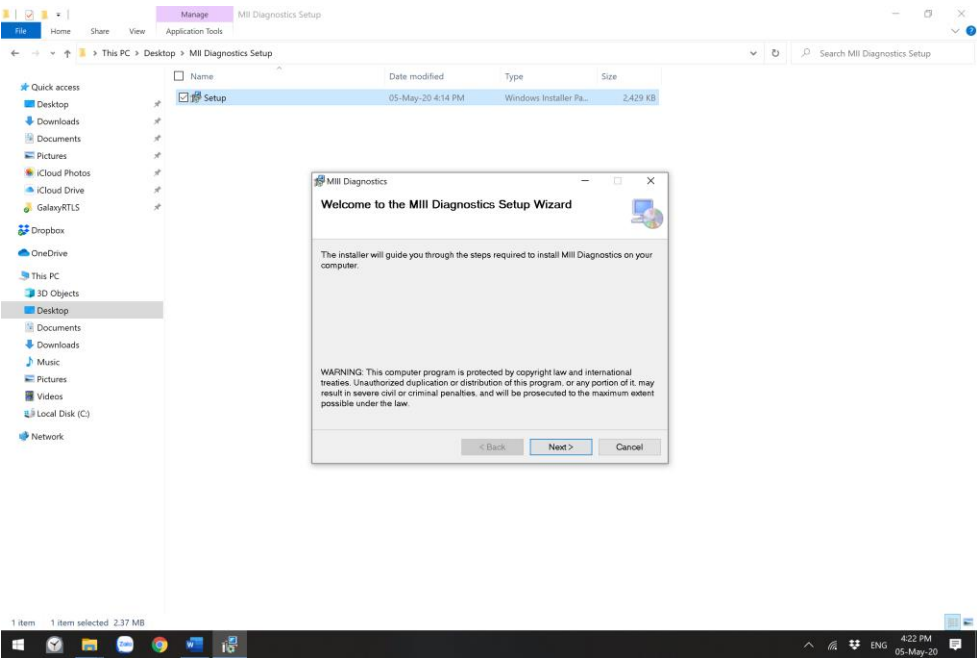 Manage
MII Diagnostics Setup
File
Home
Share
View
Application Tools
This PC > Desktop > MII Diagnostics Setup
Search MII Diagnostics Setup
Name
Date modified
Type
Size
Setup
05-May-20 4:14 PM
Windows Installer Pa...
2,429 KB
Quick access
Desktop
Downloads
Documents
Pictures
iCloud Photos
iCloud Drive
GalaxyRTLS
Dropbox
OneDrive
This PC
3D Objects
Desktop
Documents
Downloads
Music
Pictures
Videos
Local Disk (C:)
Network
MIII Diagnostics
Welcome to the MIII Diagnostics Setup Wizard
The installer will guide you through the steps required to install MIII Diagnostics on your
computer.
WARNING: This computer program is protected by copyright law and international
treaties. Unauthorized duplication or distribution of this program, or any portion of it, may
result in severe civil or criminal penalties, and will be prosecuted to the maximum extent
possible under the law.
< Back
Next >
Cancel
1 item
1 item selected 2.37 MB
Zalo
ENG
4:22 PM
05-May-20